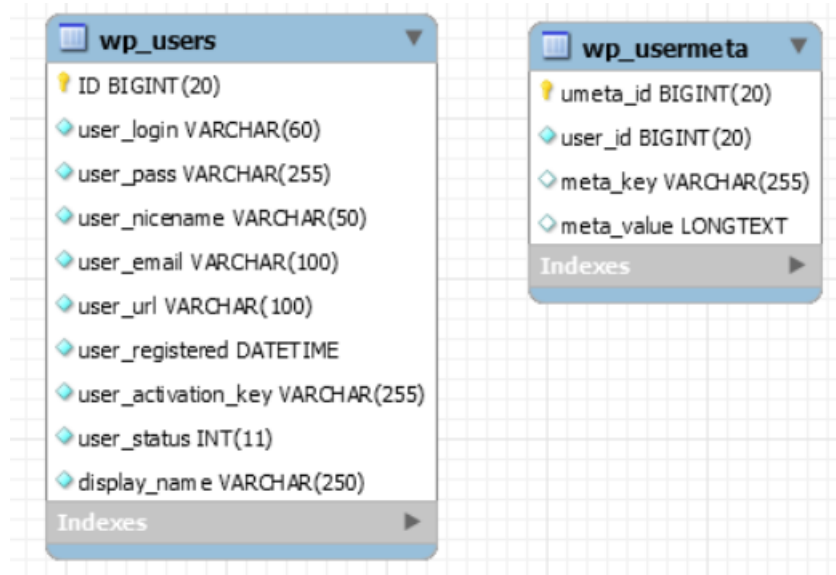 wp_users
ID BIGINT(20)
user_login VARCHAR(60)
user_pass VARCHAR(255)
user_nicename VARCHAR(50)
user_email VARCHAR(100)
user_url VARCHAR(100)
user_registered DATETIME
user_activation_key VARCHAR(255)
user_status INT(11)
display_name VARCHAR(250)
Indexes
wp_usermeta
umeta_id BIGINT(20)
user_id BIGINT(20)
meta_key VARCHAR(255)
meta_value LONGTEXT
Indexes